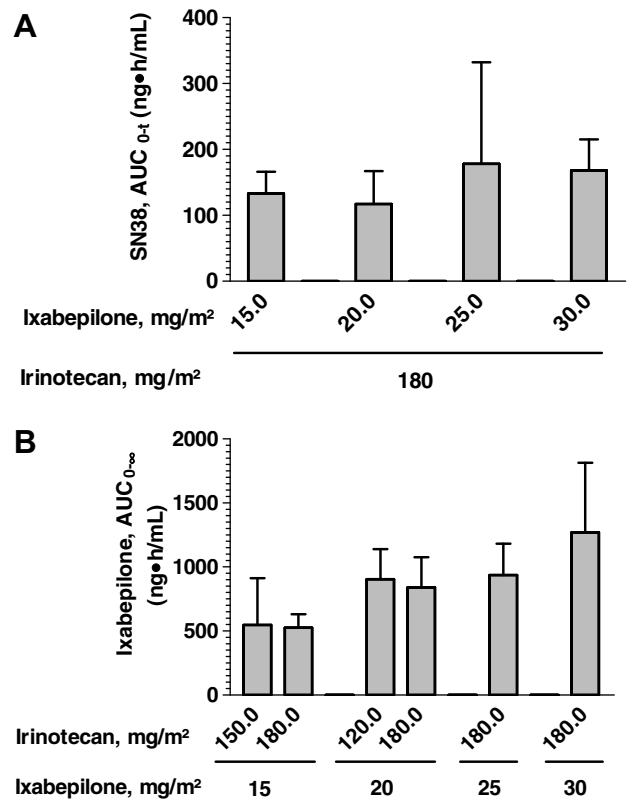 A
SN38, AUC 0-t (ng•h/mL)
400
300
200
100
0
Ixabepilone, mg/m²
15.0 20.0 25.0 30.0
Irinotecan, mg/m²
180
B
Ixabepilone, AUC0-∞
(ng•h/mL)
2000
1500
1000
500
0
Irinotecan, mg/m²
150.0 180.0 120.0 180.0 180.0 180.0
Ixabepilone, mg/m²
15 20 25 30